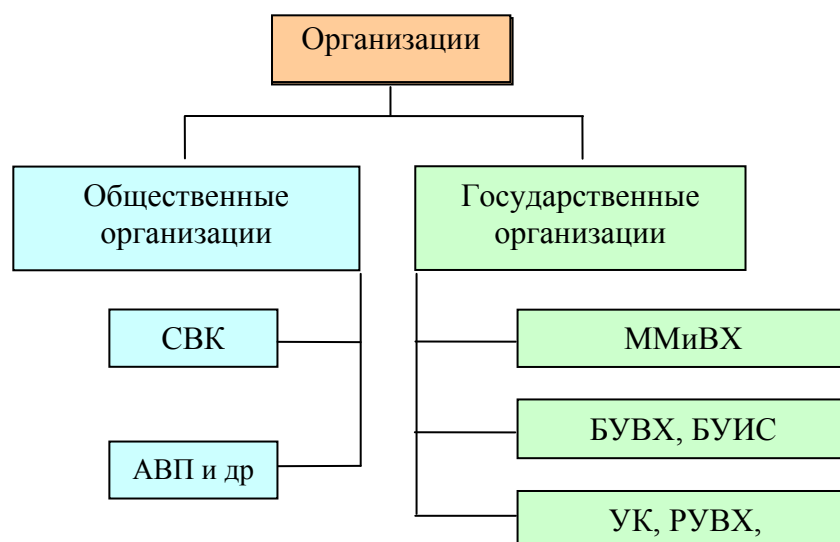 Организации
Общественные
организации
Государственные
организации
СВК
АВП и др
ММиВХ
БУВХ, БУИС
УК, РУВХ,